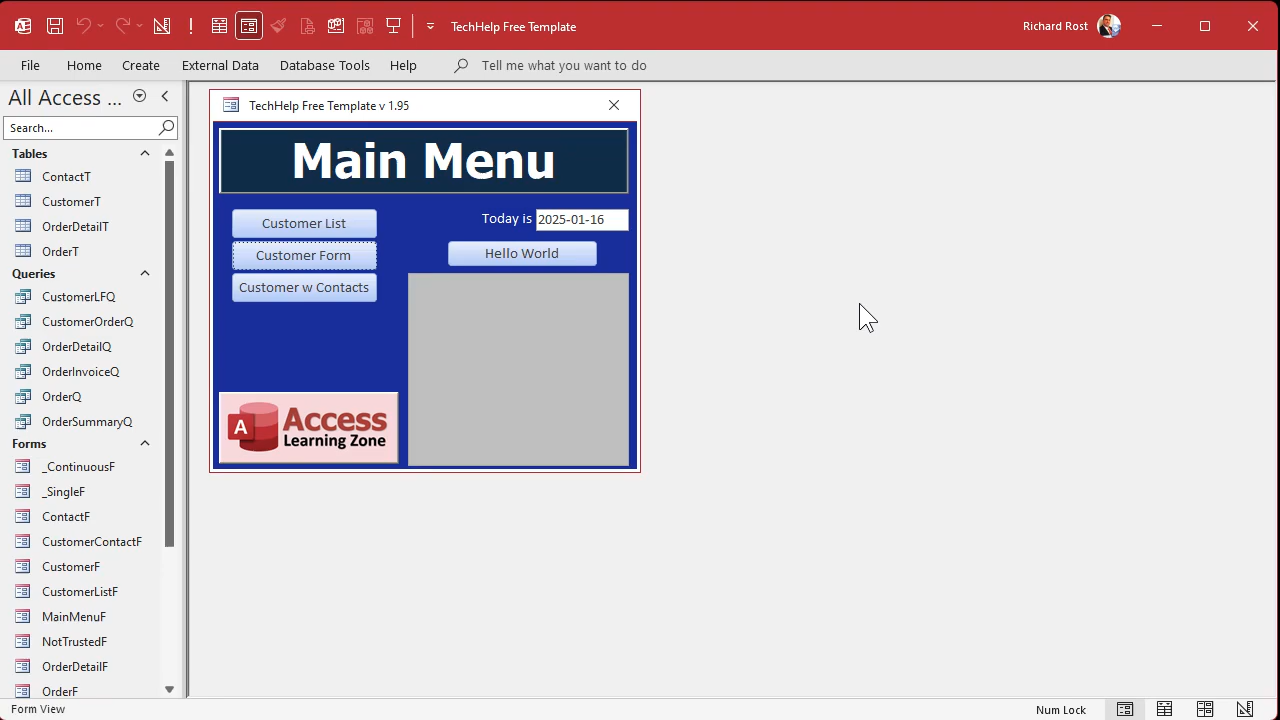 TechHelp Free Template
Richard Rost
File
Home
Create
External Data
Database Tools
Help
Tell me what you want to do
All Access ...
Search...
Tables
ContactT
CustomerT
OrderDetailT
OrderT
Queries
CustomerLFQ
CustomerOrderQ
OrderDetailQ
OrderInvoiceQ
OrderQ
OrderSummaryQ
Forms
_ContinuousF
_SingleF
ContactF
CustomerContactF
CustomerF
CustomerListF
MainMenuF
NotTrustedF
OrderDetailF
OrderF
TechHelp Free Template v 1.95
Main Menu
Customer List
Customer Form
Customer w Contacts
Today is 2025-01-16
Hello World
A
Access
Learning Zone
Form View
Num Lock